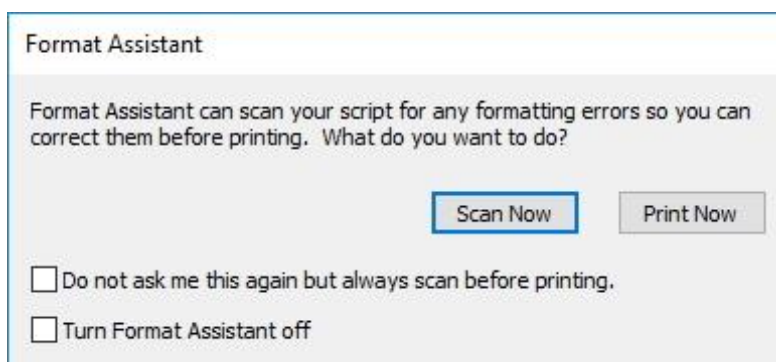 Format Assistant
Format Assistant can scan your script for any formatting errors so you can
correct them before printing.  What do you want to do?
Scan Now
Print Now
Do not ask me this again but always scan before printing.
Turn Format Assistant off